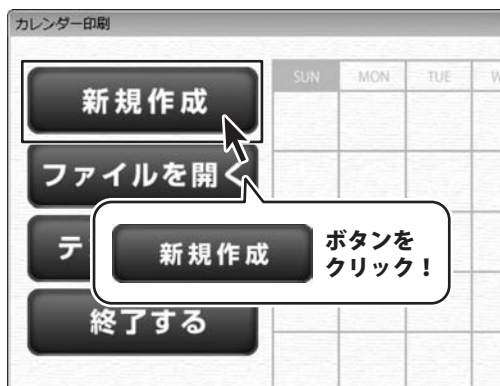 カレンダー印刷
SUN MON TUE W
新規作成
ファイルを開く
テ
新規作成 ボタンを
クリック！
終了する